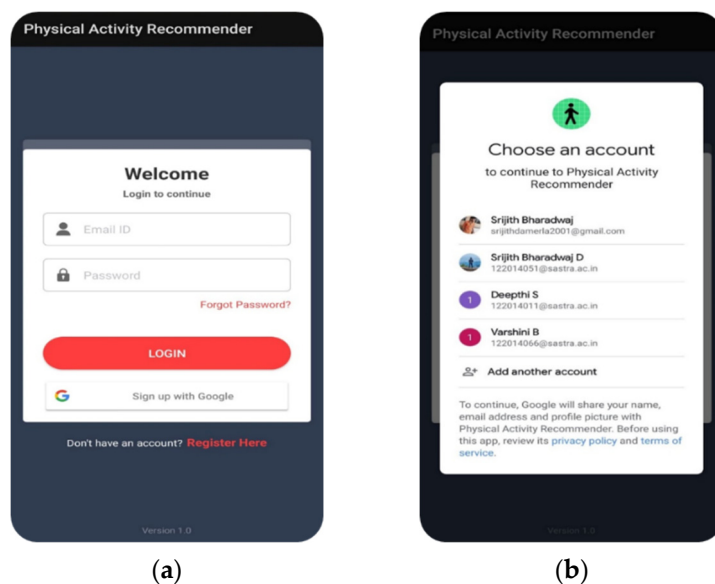 Physical Activity Recommender
Welcome
Login to continue
Email ID
Password
Forgot Password?
LOGIN
Sign up with Google
Don't have an account? Register Here
Version 1.0
(a)
Physical Activity Recommender
Choose an account
to continue to Physical Activity
Recommender
Srijith Bharadwaj
srijithdamerla2001@gmail.com
Srijith Bharadwaj D
122014051@sastra.ac.in
1
Deepthi S
122014011@sastra.ac.in
1
Varshini B
122014066@sastra.ac.in
Add another account
To continue, Google will share your name,
email address and profile picture with
Physical Activity Recommender. Before using
this app, review its privacy policy and terms of
service.
Version 1.0
(b)